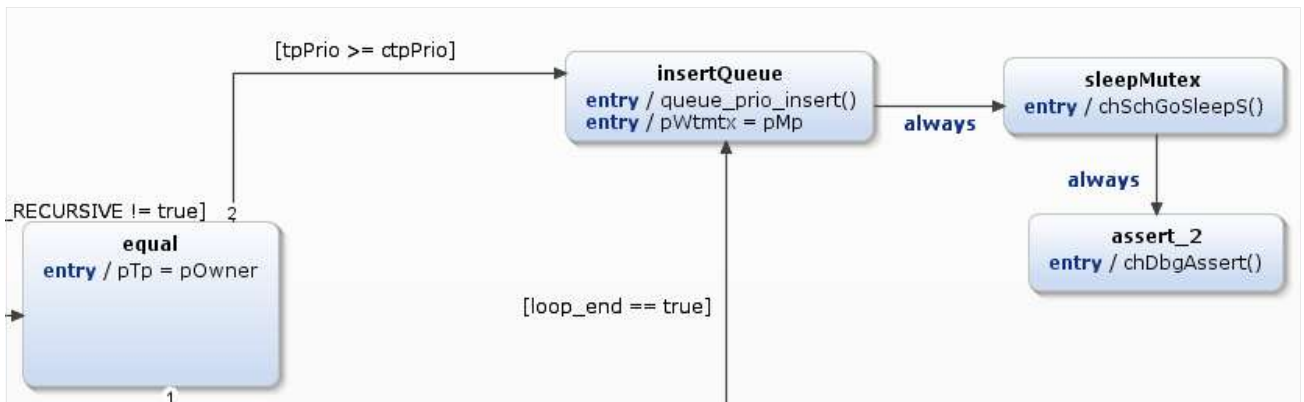 [tpPrio >= ctpPrio]
insertQueue
entry / queue_prio_insert()
entry / pWtmtx = pMp
always
sleepMutex
entry / chSchGoSleepS()
always
_RECURSIVE != true]
2
equal
entry / pTp = pOwner
assert_2
entry / chDbgAssert()
[loop_end == true]
1